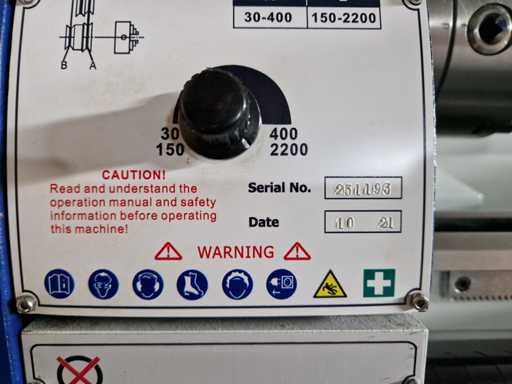 30-400 150-2200
B A
30 400
150 2200
CAUTION!
Read and understand the
operation manual and safety
information before operating
this machine!
Serial No. 251193
Date 10 21
WARNING